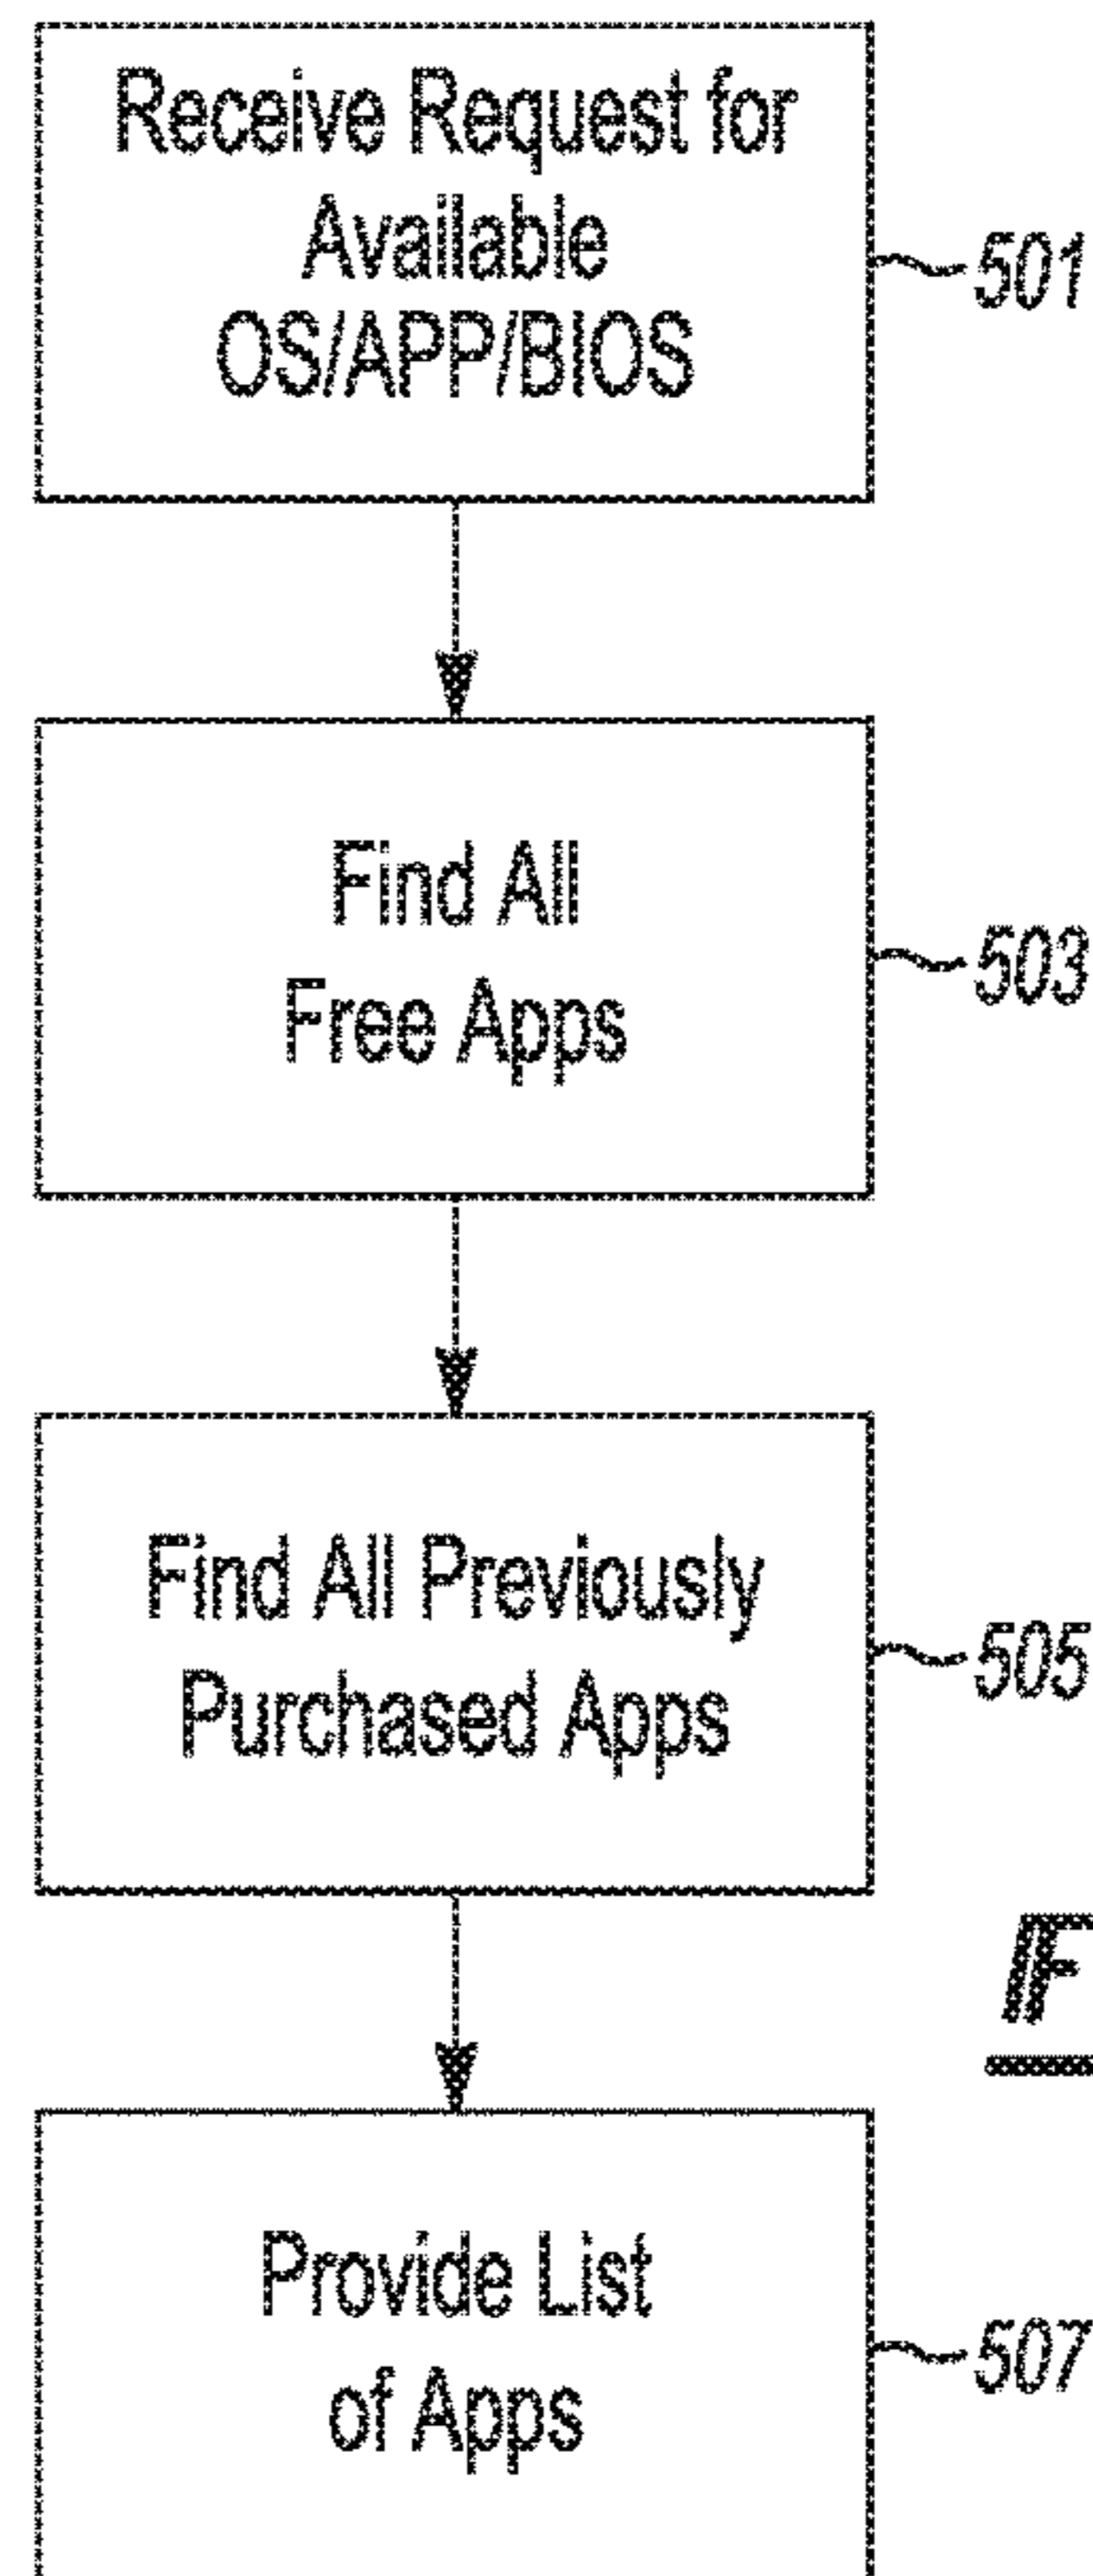 Receive Request for
Available
OS/APP/BIOS
501
Find All
Free Apps
503
Find All Previously
Purchased Apps
505
Provide List
of Apps
507